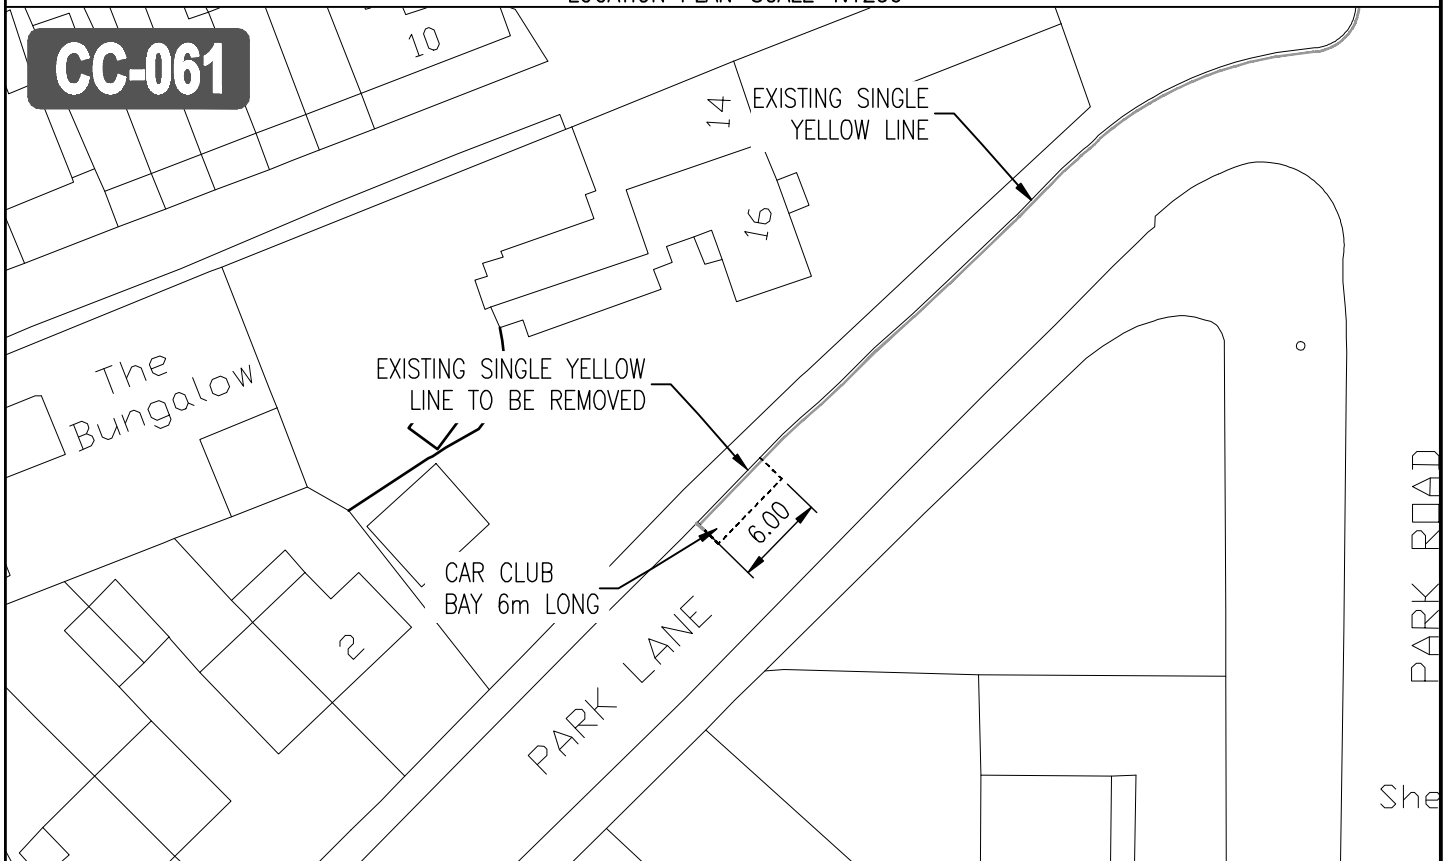 CC-061
10
14
EXISTING SINGLE
YELLOW LINE
16
The
Bungalow
EXISTING SINGLE YELLOW
LINE TO BE REMOVED
6.00
CAR CLUB
BAY 6m LONG
2
PARK LANE
PARK ROAD
She